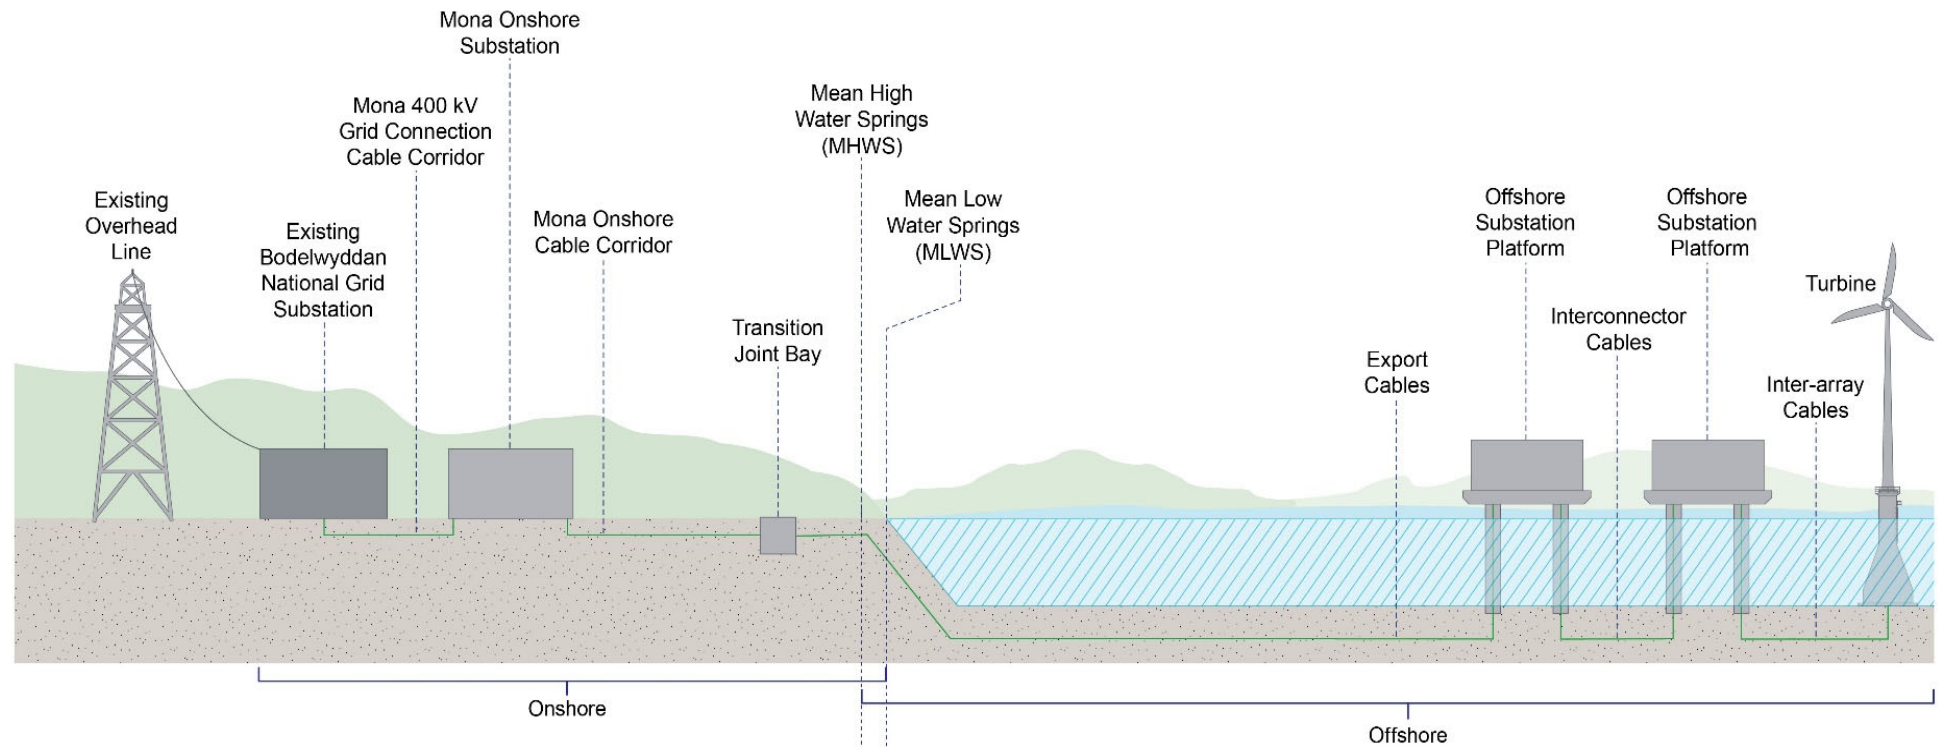 Mona Onshore
Substation
Mona 400 kV
Grid Connection
Cable Corridor
Mean High
Water Springs
(MHWS)
Existing
Overhead
Line
Existing
Bodelwyddan
National Grid
Substation
Mona Onshore
Cable Corridor
Mean Low
Water Springs
(MLWS)
Offshore
Substation
Platform
Offshore
Substation
Platform
Turbine
Transition
Joint Bay
Interconnector
Cables
Export
Cables
Inter-array
Cables
Onshore
Offshore